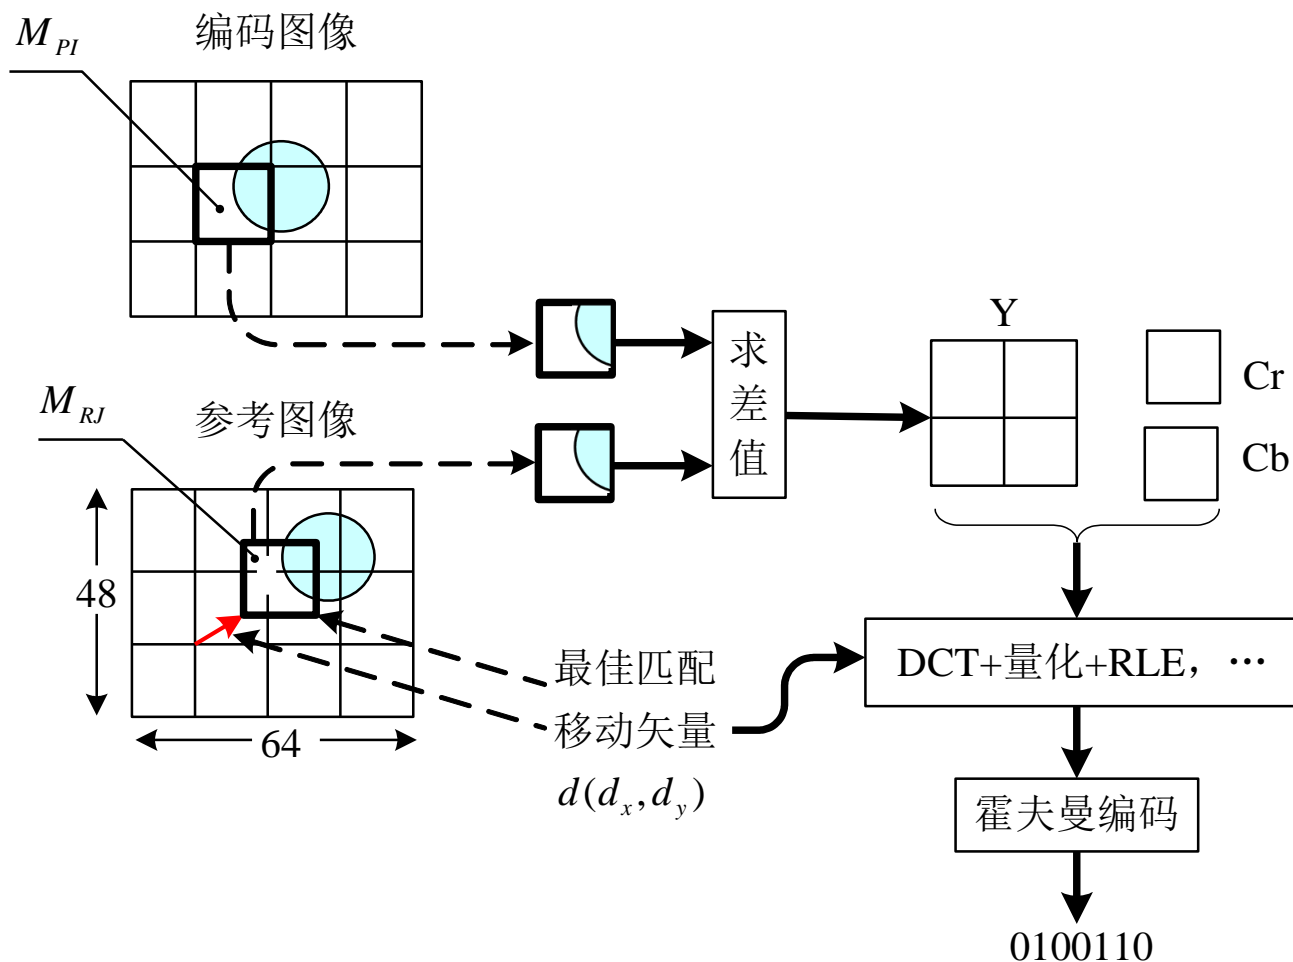 M_PI
编码图像
M_RJ
参考图像
48
64
求差值
Y
Cr
Cb
最佳匹配
移动矢量
d(d_x,d_y)
DCT+量化+RLE，…
霍夫曼编码
0100110